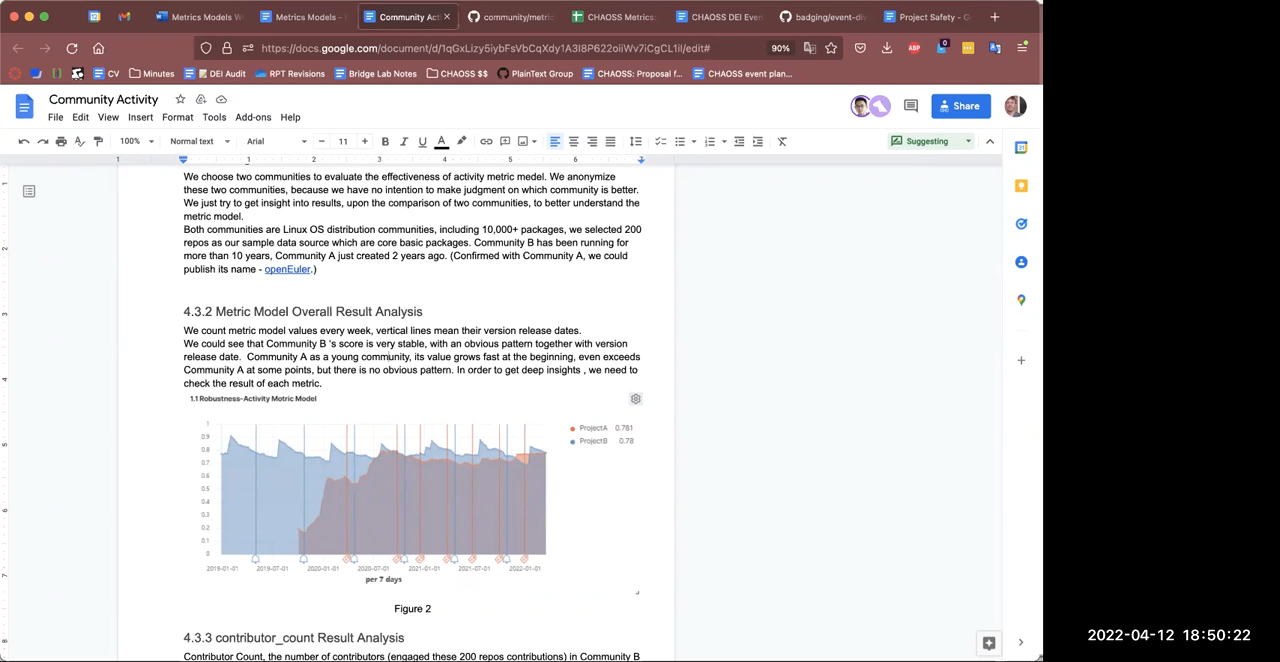 Metrics Models W
Metrics Models -
Community Act
community/metric
CHAOSS Metrics:
CHAOSS DEI Even
badging/event-div
Project Safety - G
https://docs.google.com/document/d/1qGxLizy5iybFsVbCqXdy1A3I8P622oiiWv7iCgCL1il/edit#
90%
CV
Minutes
DEI Audit
RPT Revisions
Bridge Lab Notes
CHAOSS $$
PlainText Group
CHAOSS: Proposal f...
CHAOSS event plan...
Community Activity
File Edit View Insert Format Tools Add-ons Help
Share
100% Normal text Arial 11 B I U A
Suggesting
1 1 2 3 4 5 6 7
We choose two communities to evaluate the effectiveness of activity metric model. We anonymize
these two communities, because we have no intention to make judgment on which community is better.
We just try to get insight into results, upon the comparison of two communities, to better understand the
metric model.
Both communities are Linux OS distribution communities, including 10,000+ packages, we selected 200
repos as our sample data source which are core basic packages. Community B has been running for
more than 10 years, Community A just created 2 years ago. (Confirmed with Community A, we could
publish its name - openEuler.)
4.3.2 Metric Model Overall Result Analysis
We count metric model values every week, vertical lines mean their version release dates.
We could see that Community B 's score is very stable, with an obvious pattern together with version
release date. Community A as a young community, its value grows fast at the beginning, even exceeds
Community A at some points, but there is no obvious pattern. In order to get deep insights , we need to
check the result of each metric.
1.1 Robustness-Activity Metric Model
1
0.9
0.8
0.7
0.6
0.5
0.4
0.3
0.2
0.1
0
ProjectA 0.781
ProjectB 0.78
2019-01-01 2019-07-01 2020-01-01 2020-07-01 2021-01-01 2021-07-01 2022-01-01
per 7 days
Figure 2
4.3.3 contributor_count Result Analysis
Contributor Count, the number of contributors (engaged these 200 repos contributions) in Community B
2022-04-12 18:50:22